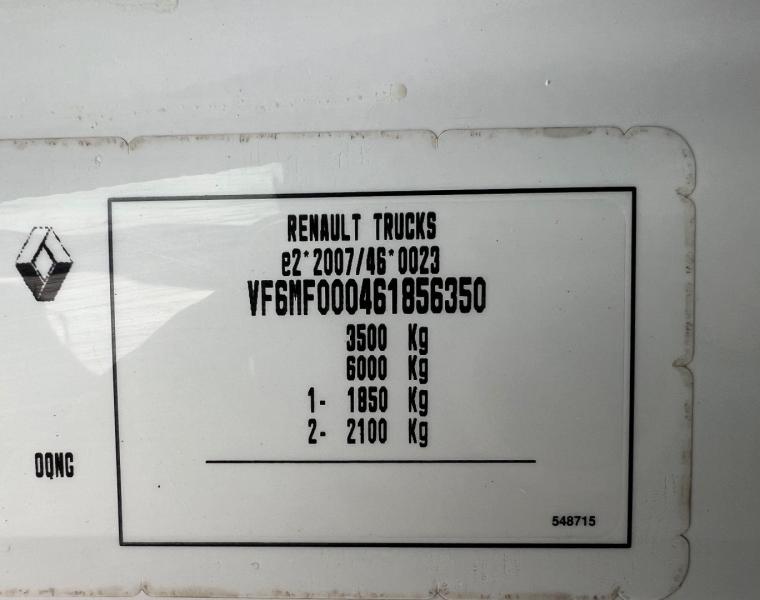 RENAULT TRUCKS
e2*2007/46*0023
VF6MF000461856350
3500 Kg
6000 Kg
1- 1850 Kg
2- 2100 Kg
DQNG
548715